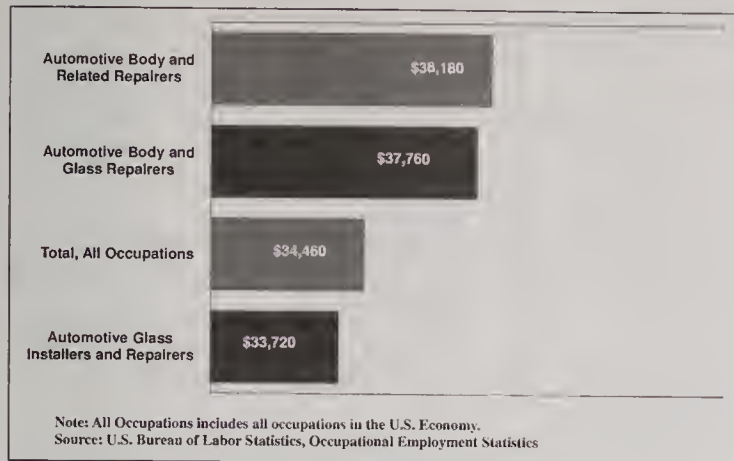 Automotive Body and
Related Repairers
$38,180
Automotive Body and
Glass Repairers
$37,760
Total, All Occupations
$34,460
Automotive Glass
Installers and Repairers
$33,720
Note: All Occupations includes all occupations in the U.S. Economy.
Source: U.S. Bureau of Labor Statistics, Occupational Employment Statistics